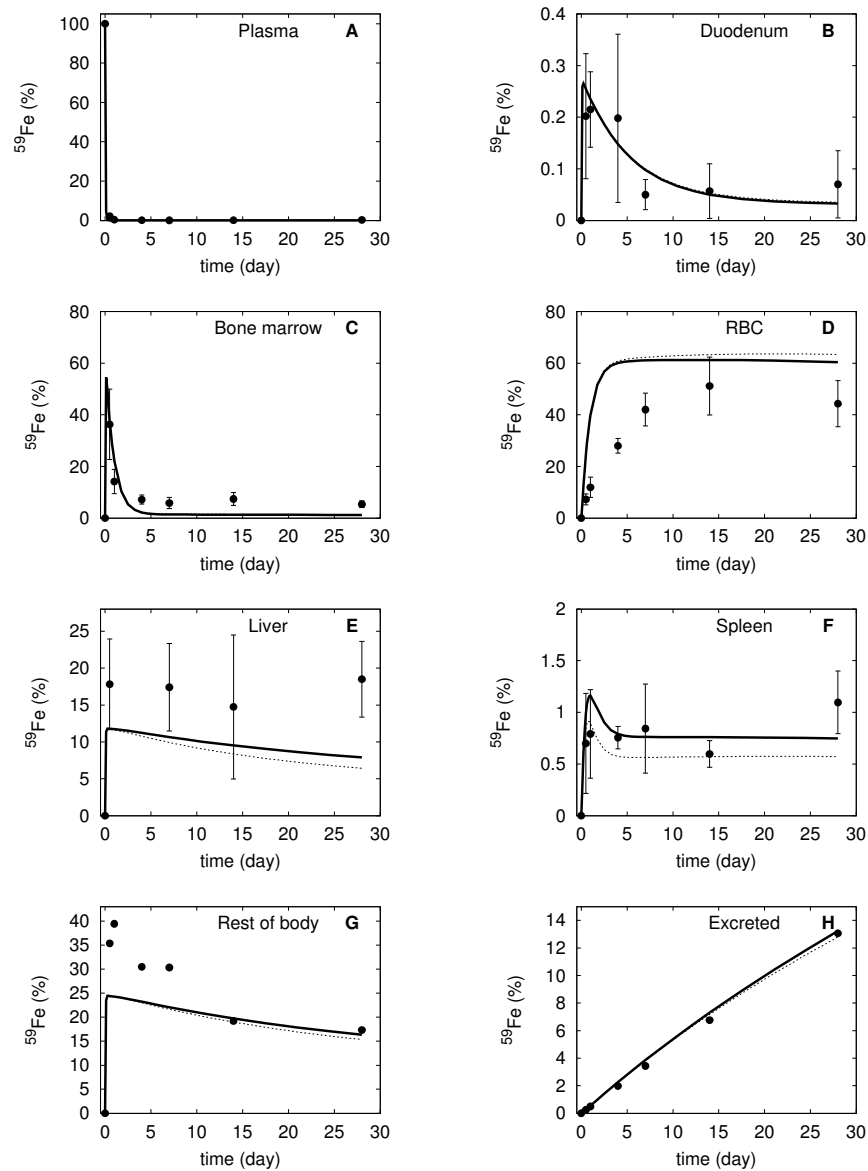 Plasma A
100
80
60
40
20
0
⁵⁹Fe (%)
0 5 10 15 20 25 30
time (day)
Duodenum B
0.4
0.3
0.2
0.1
0
⁵⁹Fe (%)
0 5 10 15 20 25 30
time (day)
Bone marrow C
80
60
40
20
0
⁵⁹Fe (%)
0 5 10 15 20 25 30
time (day)
RBC D
80
60
40
20
0
⁵⁹Fe (%)
0 5 10 15 20 25 30
time (day)
Liver E
25
20
15
10
5
0
⁵⁹Fe (%)
0 5 10 15 20 25 30
time (day)
Spleen F
2
1.5
1
0.5
0
⁵⁹Fe (%)
0 5 10 15 20 25 30
time (day)
Rest of body G
40
35
30
25
20
15
10
5
0
⁵⁹Fe (%)
0 5 10 15 20 25 30
time (day)
Excreted H
14
12
10
8
6
4
2
0
⁵⁹Fe (%)
0 5 10 15 20 25 30
time (day)